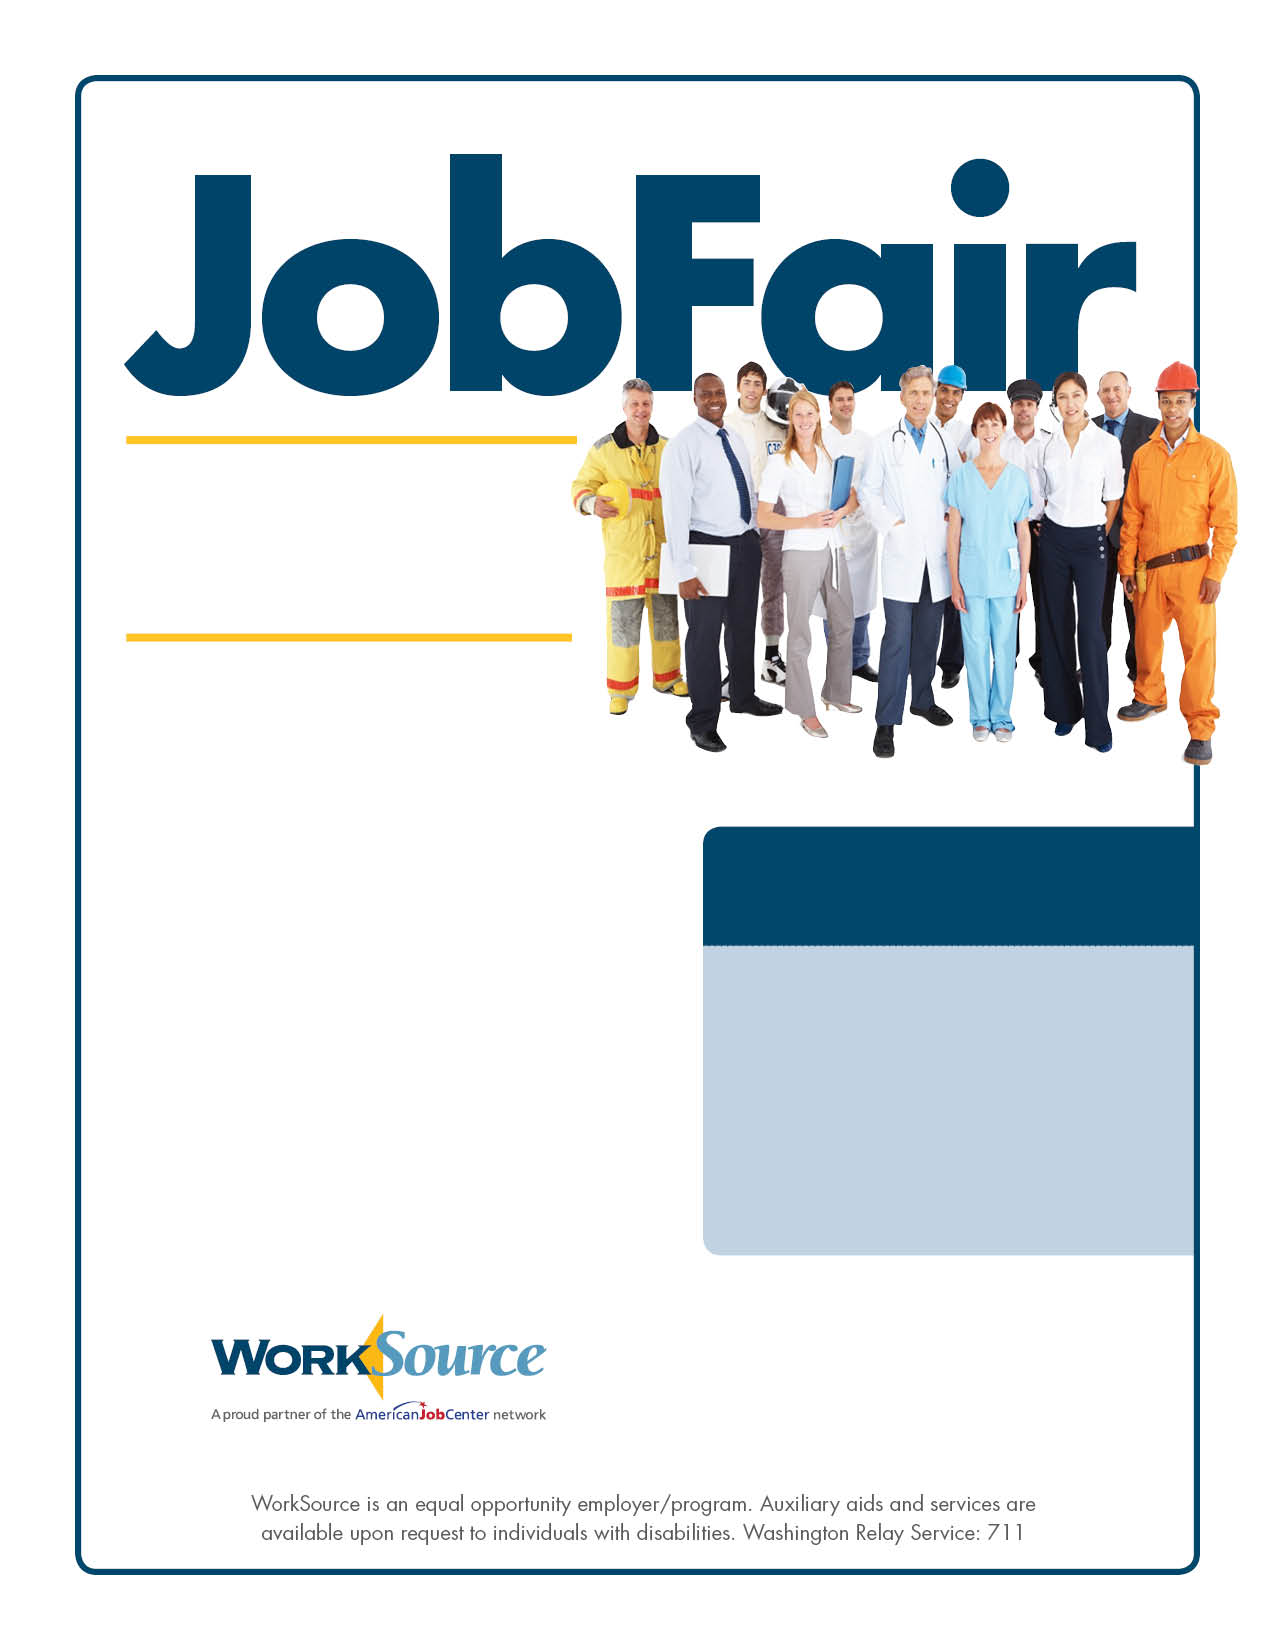 JobFair
WorkSource
A proud partner of the AmericanJobCenter network
WorkSource is an equal opportunity employer/program. Auxiliary aids and services are
available upon request to individuals with disabilities. Washington Relay Service: 711